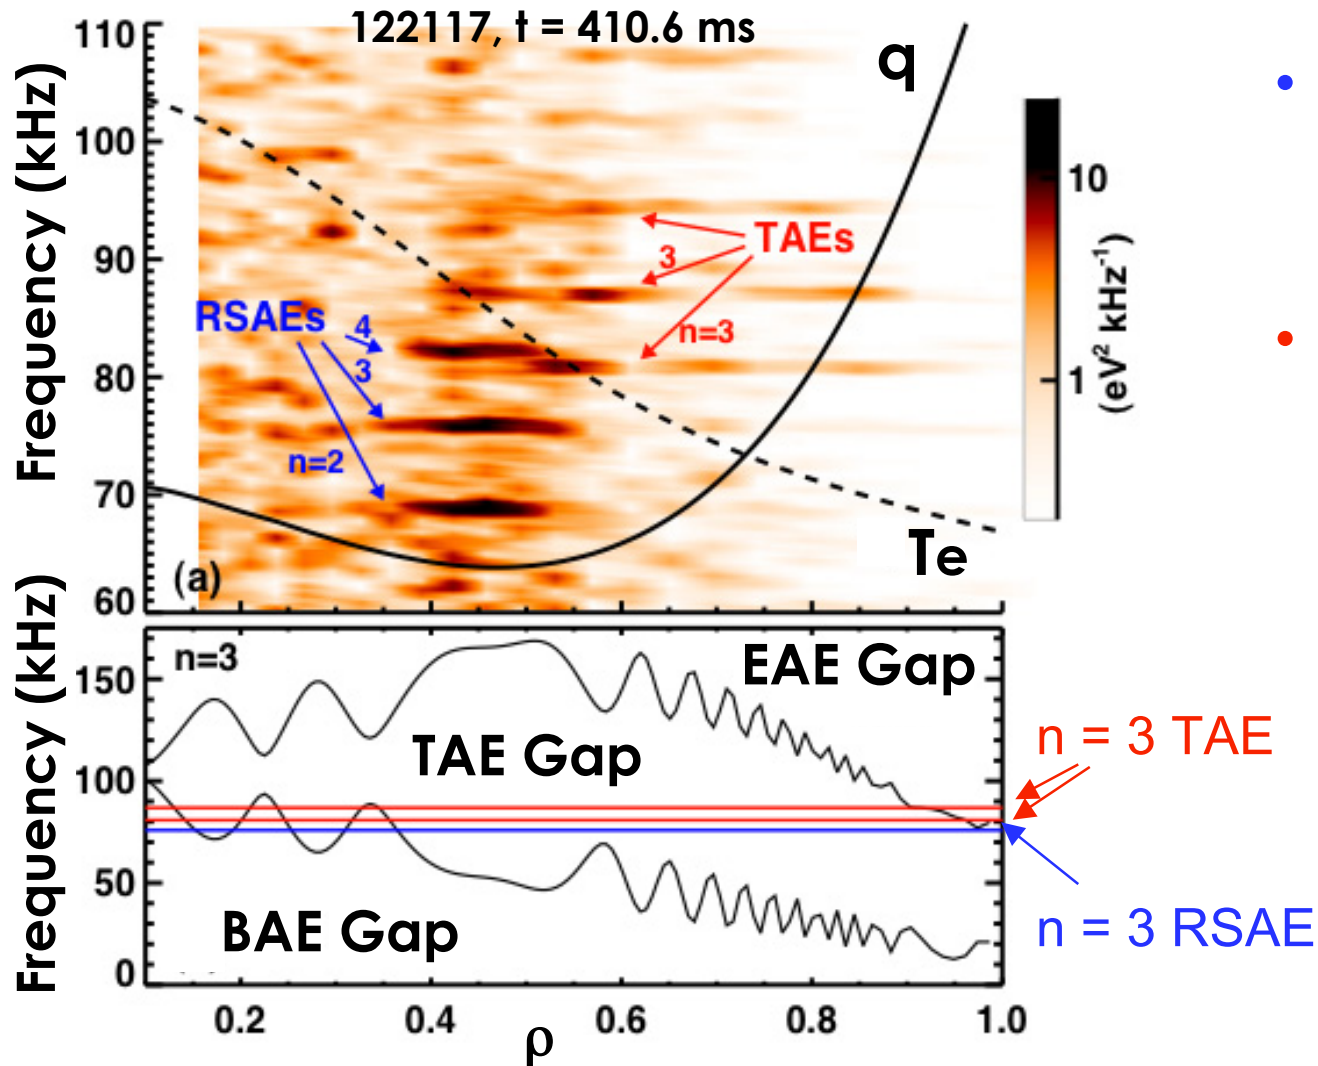 122117, t = 410.6 ms
Frequency (kHz)
110
100
90
80
70
60
q
TAEs
3
n=3
RSAEs
4
3
n=2
Te
(a)
10
1
(eV² kHz⁻¹)
Frequency (kHz)
150
100
50
0
n=3
EAE Gap
TAE Gap
BAE Gap
n = 3 TAE
n = 3 RSAE
0.2 0.4 0.6 0.8 1.0
ρ